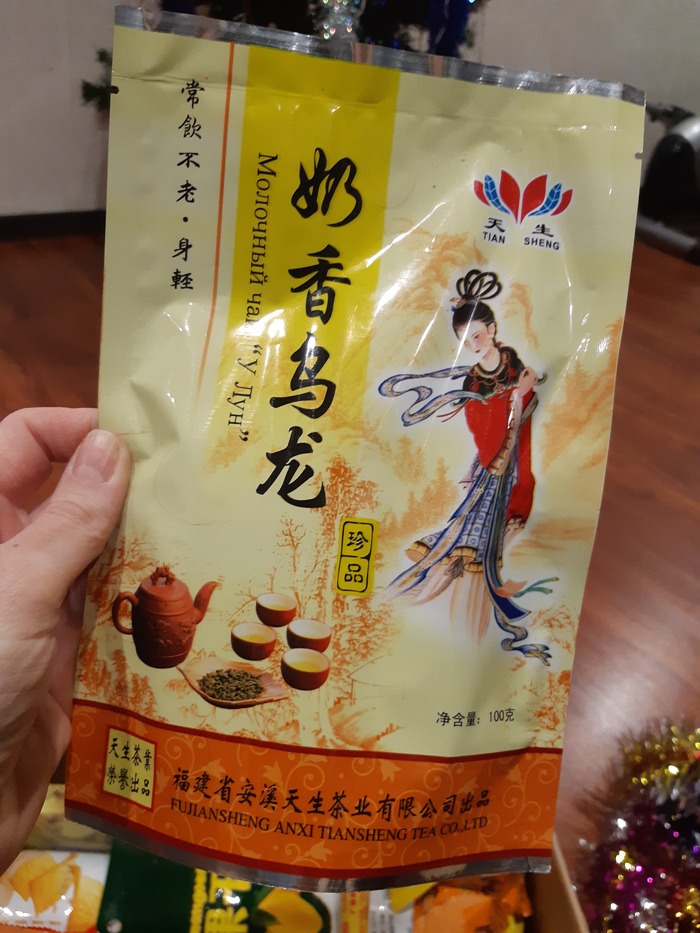 常飲不老·身輕
Молочный чай "у Лун"
奶香乌龙
珍品
天生
TIAN SHENG
净含量: 100克
天生茶業
榮譽出品
福建省安溪天生茶业有限公司出品
FUJIANSHENG ANXI TIANSHENG TEA CO.,LTD